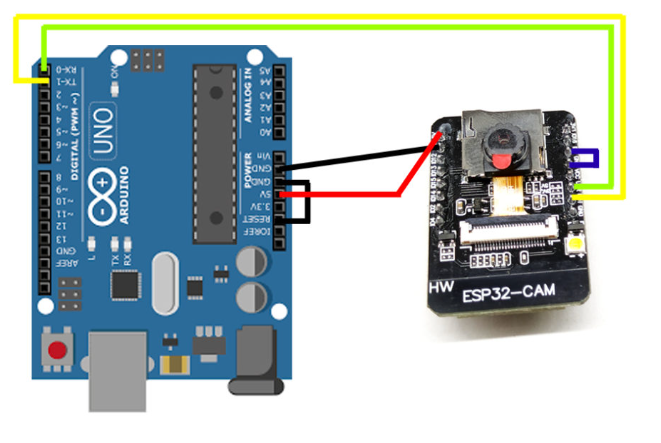 RX-0
TX-1
2
~3
4
~5
~6
7
DIGITAL (PWM ~)
8
~9
~10
~11
12
13
GND
AREF
ON
UNO
ARDUINO
L
TX
RX
ANALOG IN
A5
A4
A3
A2
A1
A0
POWER
Vin
GND
GND
5V
3.3V
RESET
IOREF
HW
ESP32-CAM